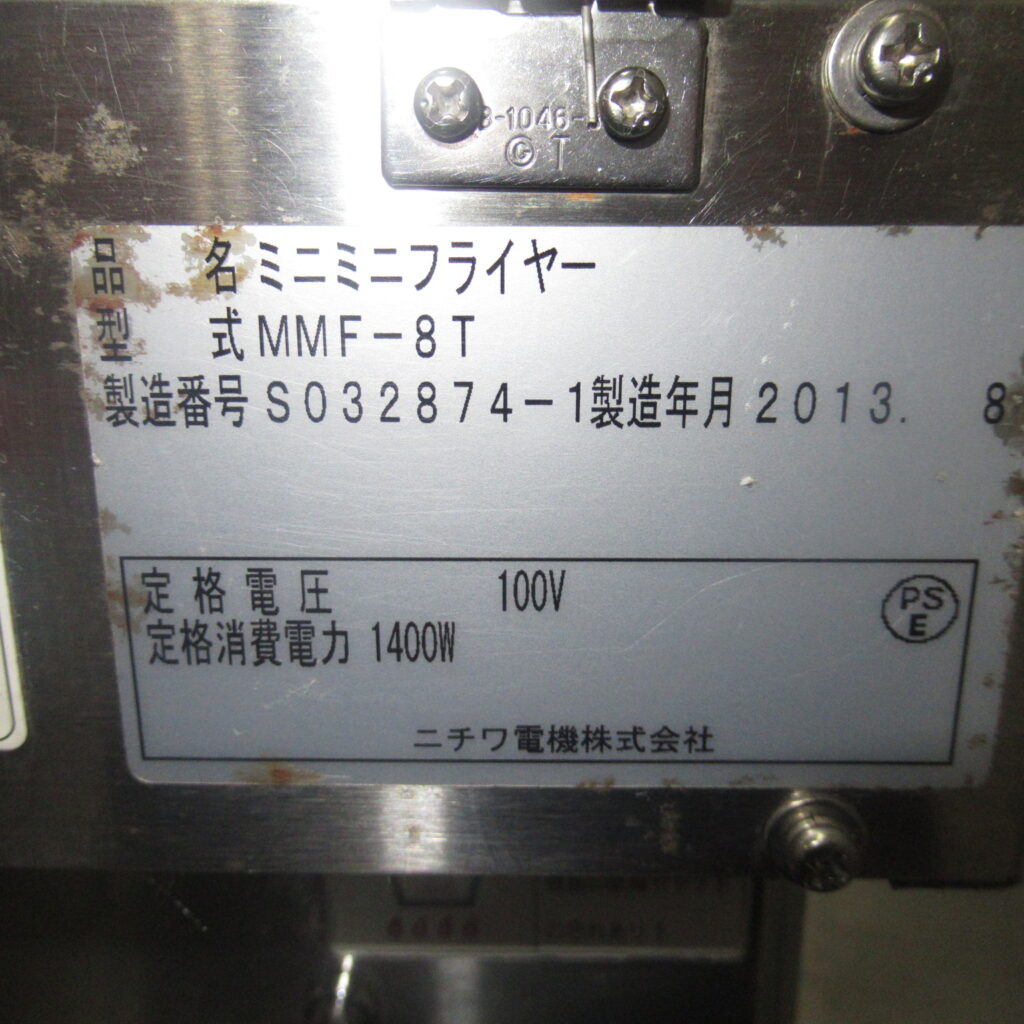 -1046-
Ⓖ T
品 名 ミニミニフライヤー
型 式 MMF-8T
製造番号 S032874-1 製造年月 2013. 8
定格電圧 100V
PS
E
定格消費電力 1400W
ニチワ電機株式会社